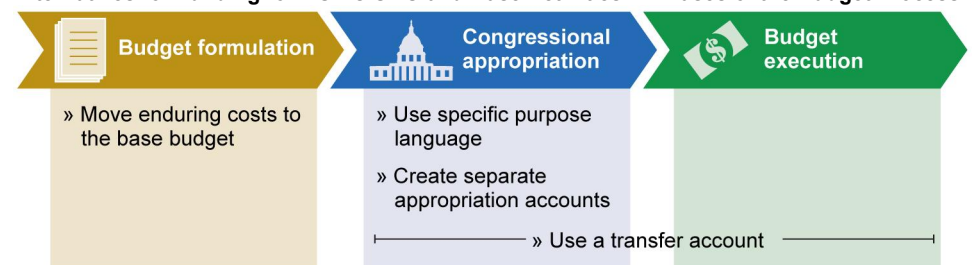 Budget formulation
Congressional
appropriation
$
Budget
execution
» Move enduring costs to
the base budget
» Use specific purpose
language
» Create separate
appropriation accounts
» Use a transfer account